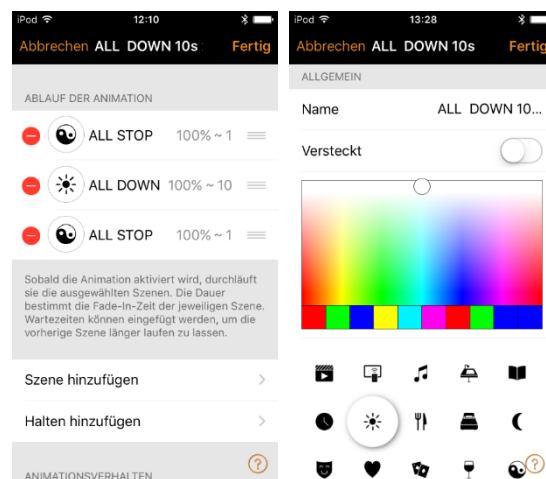 iPod 12:10
Abbrechen ALL DOWN 10s Fertig
ABLAUF DER ANIMATION
ALL STOP 100% ~ 1
ALL DOWN 100% ~ 10
ALL STOP 100% ~ 1
Sobald die Animation aktiviert wird, durchläuft
sie die ausgewählten Szenen. Die Dauer
bestimmt die Fade-In-Zeit der jeweiligen Szene.
Wartezeiten können eingefügt werden, um die
vorherige Szene länger laufen zu lassen.
Szene hinzufügen
Halten hinzufügen
?
ANIMATIONSVERHALTEN
iPod 13:28
Abbrechen ALL DOWN 10s Fertig
ALLGEMEIN
Name ALL DOWN 10...
Versteckt
?